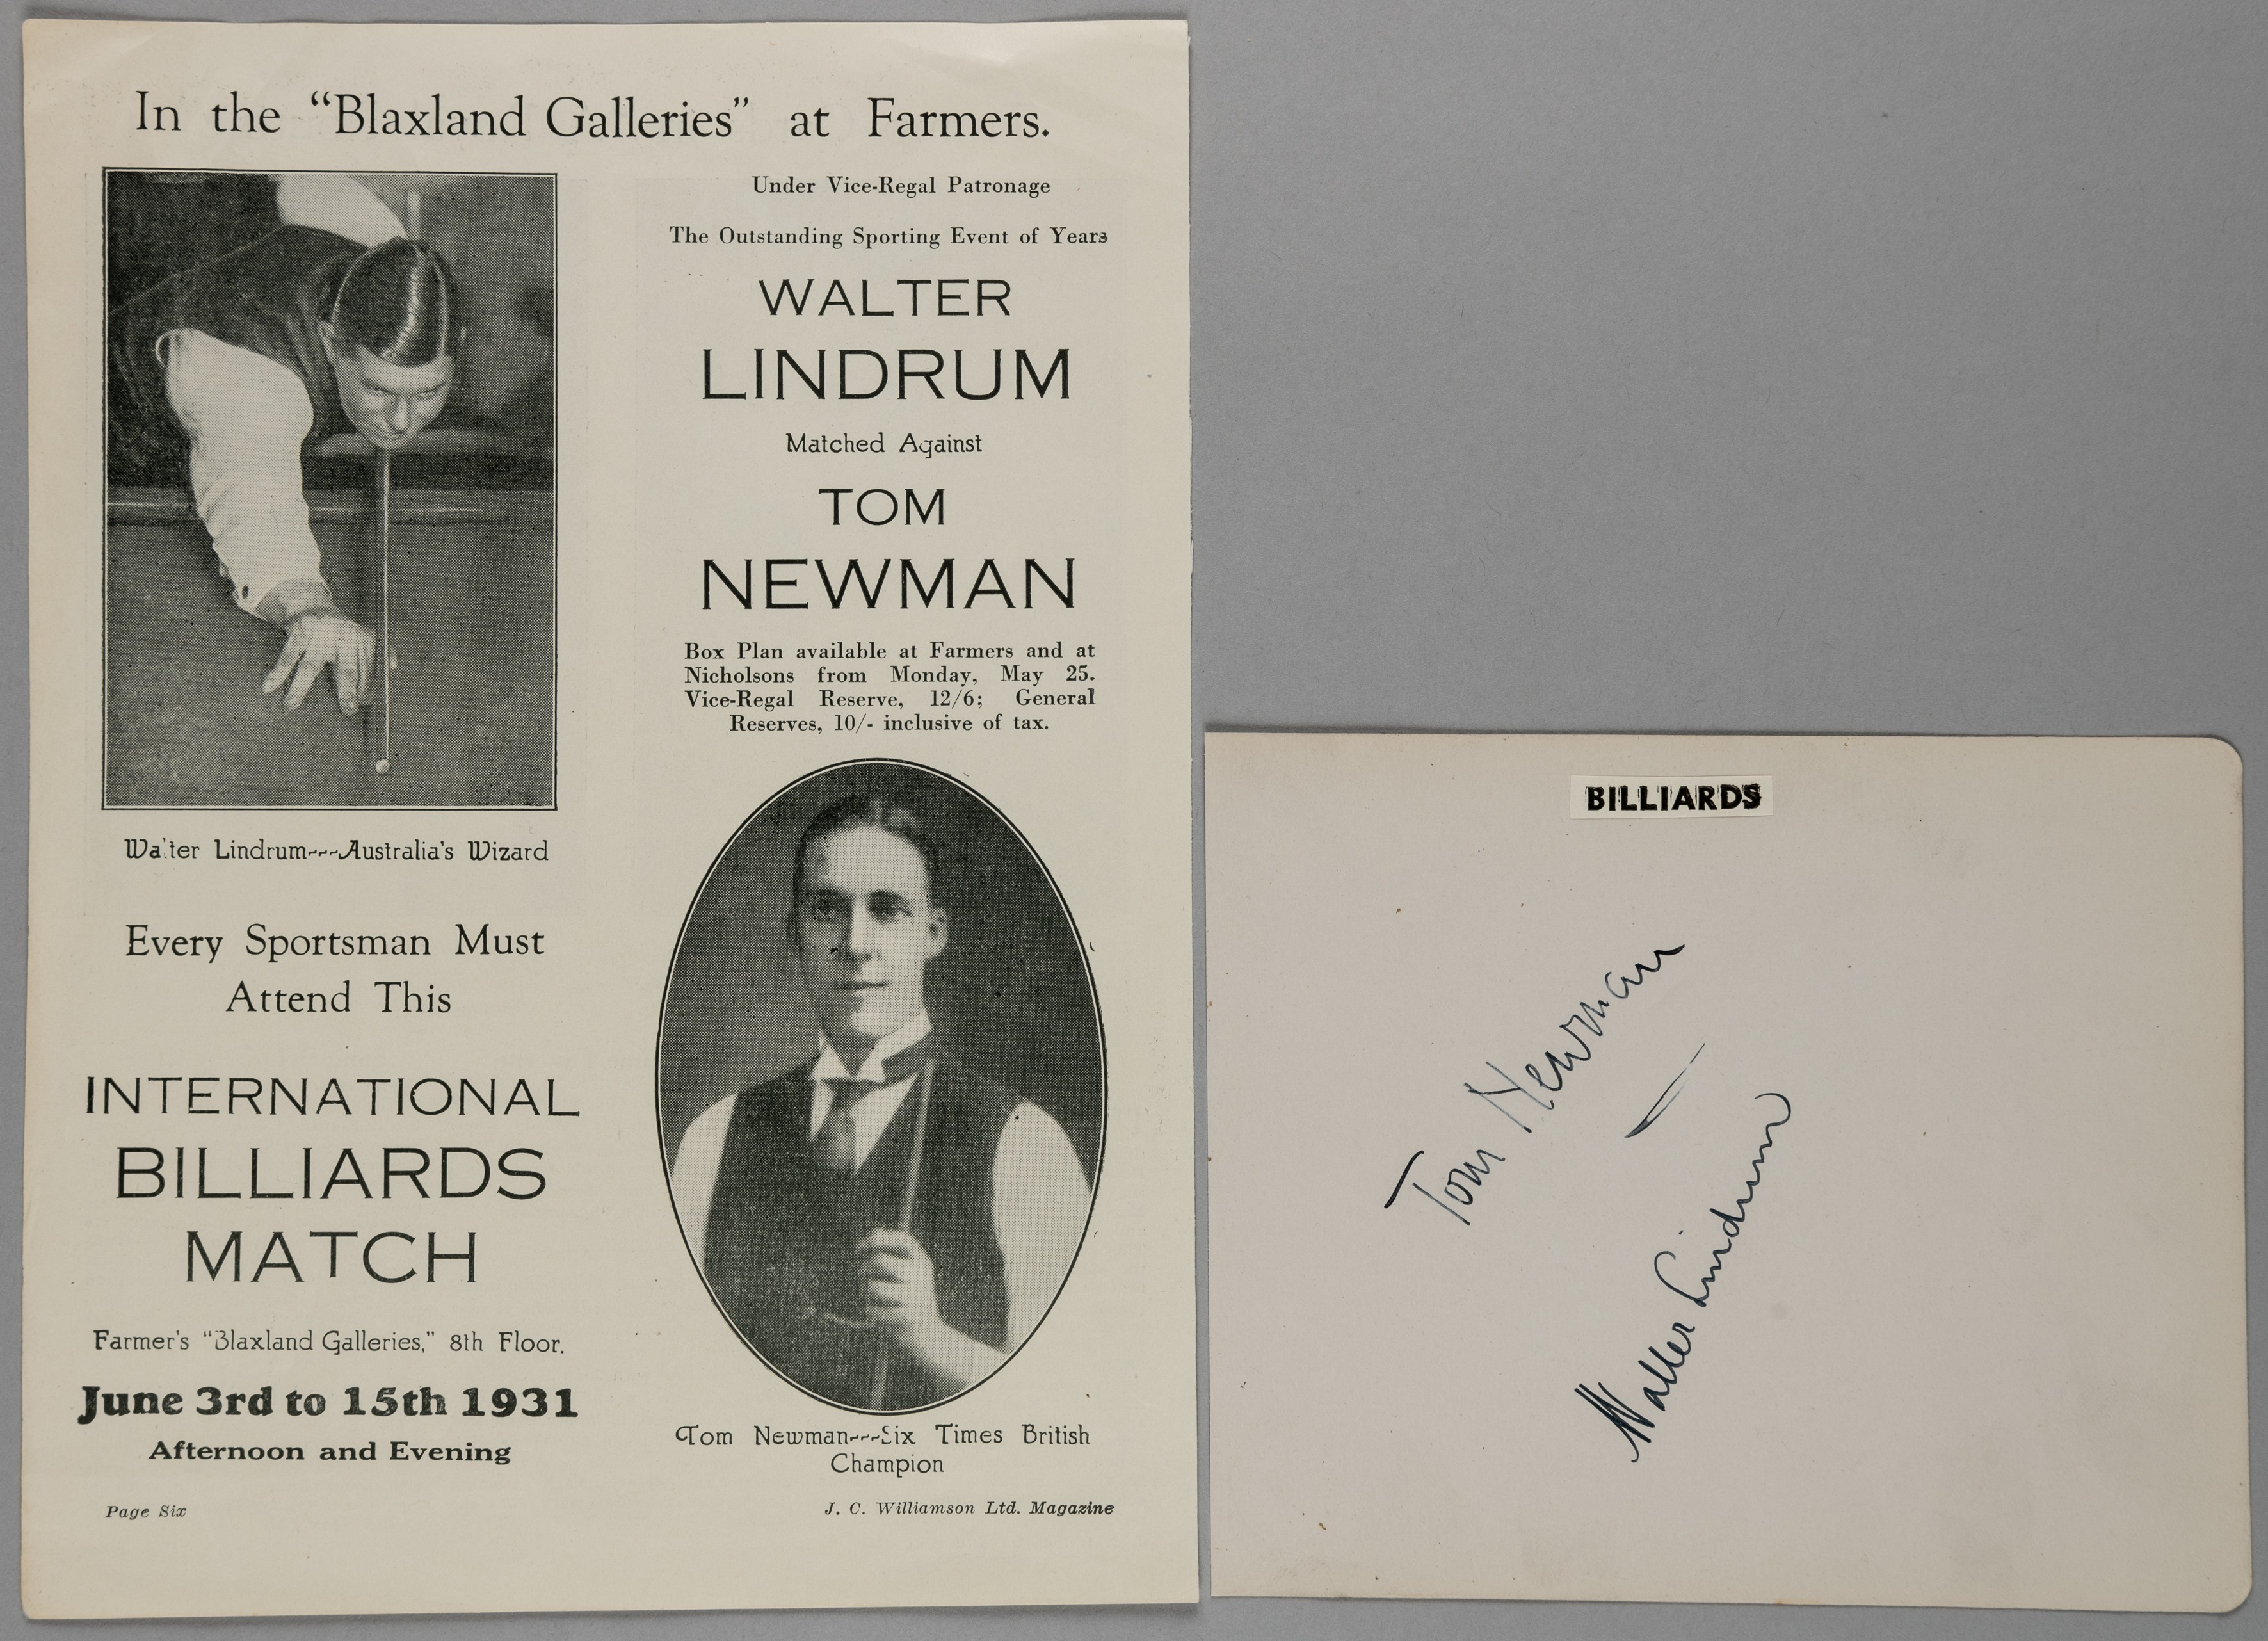 In the “Blaxland Galleries” at Farmers.
Under Vice-Regal Patronage
The Outstanding Sporting Event of Years
WALTER
LINDRUM
Matched Against
TOM
NEWMAN
Box Plan available at Farmers and at
Nicholsons from Monday, May 25.
Vice-Regal Reserve, 12/6; General
Reserves, 10/- inclusive of tax.
Walter Lindrum---Australia's Wizard
Every Sportsman Must
Attend This
INTERNATIONAL
BILLIARDS
MATCH
Farmer's “Blaxland Galleries,” 8th Floor.
June 3rd to 15th 1931
Afternoon and Evening
Tom Newman---Six Times British
Champion
Page Six
J. C. Williamson Ltd. Magazine
BILLIARDS
Tom Newman
Walter Lindrum